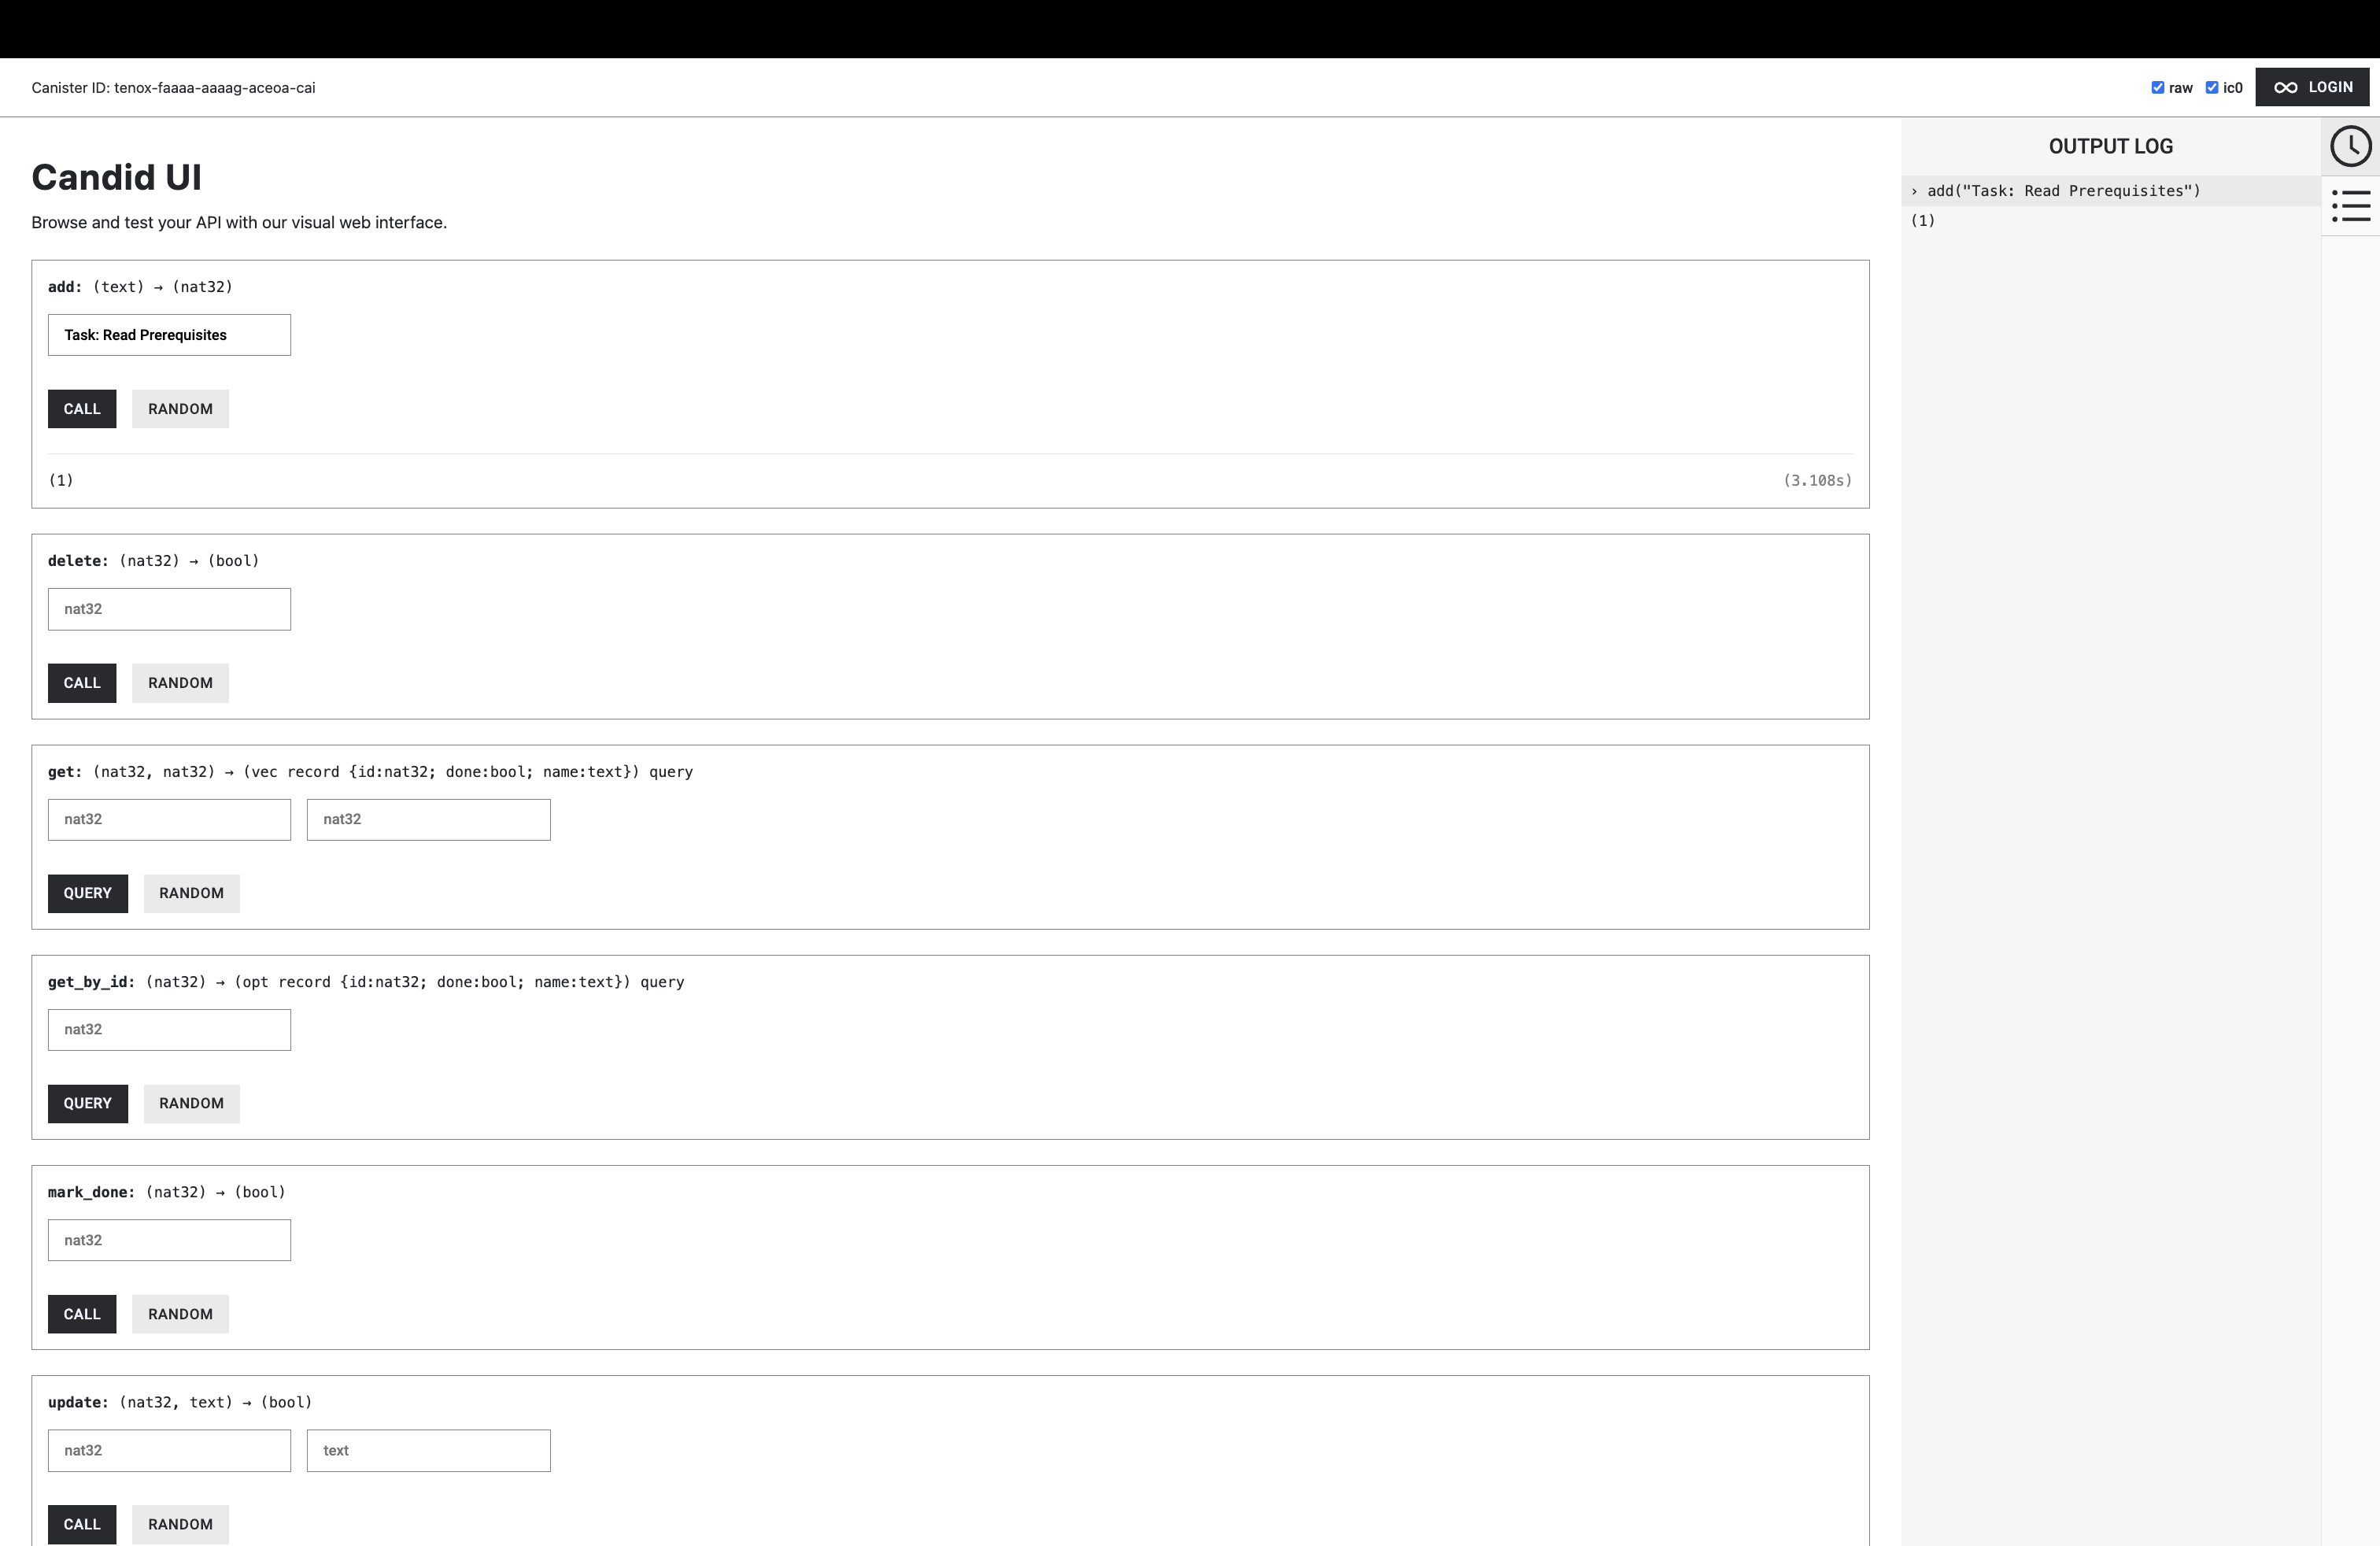 Canister ID: tenox-faaaa-aaaag-aceoa-cai
raw ic0 LOGIN
Candid UI
Browse and test your API with our visual web interface.
add: (text) → (nat32)
Task: Read Prerequisites
CALL RANDOM
(1) (3.108s)
delete: (nat32) → (bool)
nat32
CALL RANDOM
get: (nat32, nat32) → (vec record {id:nat32; done:bool; name:text}) query
nat32 nat32
QUERY RANDOM
get_by_id: (nat32) → (opt record {id:nat32; done:bool; name:text}) query
nat32
QUERY RANDOM
mark_done: (nat32) → (bool)
nat32
CALL RANDOM
update: (nat32, text) → (bool)
nat32 text
CALL RANDOM
OUTPUT LOG
› add("Task: Read Prerequisites")
(1)